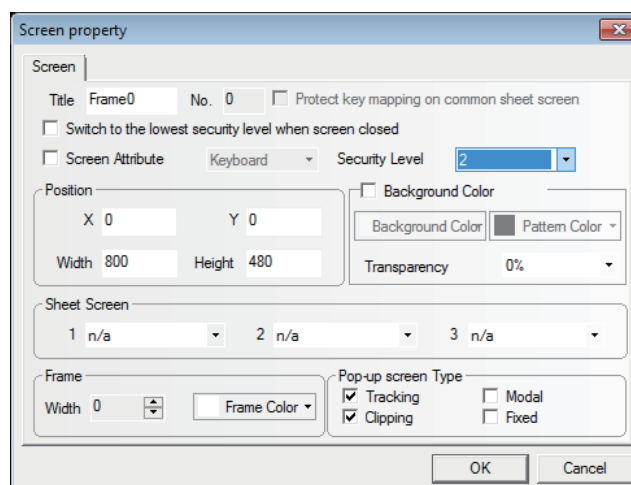 Screen property
Screen
Title Frame0 No. 0 Protect key mapping on common sheet screen
Switch to the lowest security level when screen closed
Screen Attribute Keyboard Security Level 2
Position
X 0 Y 0
Width 800 Height 480
Background Color
Background Color Pattern Color
Transparency 0%
Sheet Screen
1 n/a 2 n/a 3 n/a
Frame
Width 0 Frame Color
Pop-up screen Type
Tracking Modal
Clipping Fixed
OK Cancel